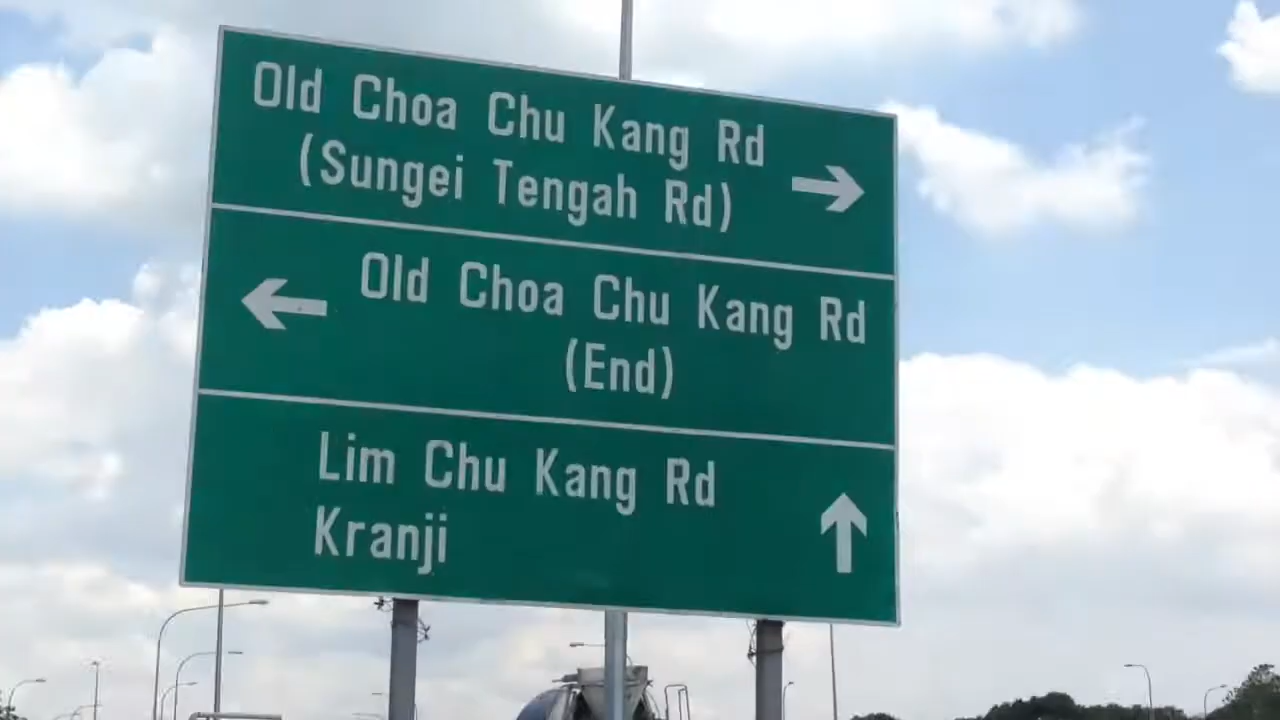 Old Choa Chu Kang Rd
(Sungei Tengah Rd)
Old Choa Chu Kang Rd
(End)
Lim Chu Kang Rd
Kranji